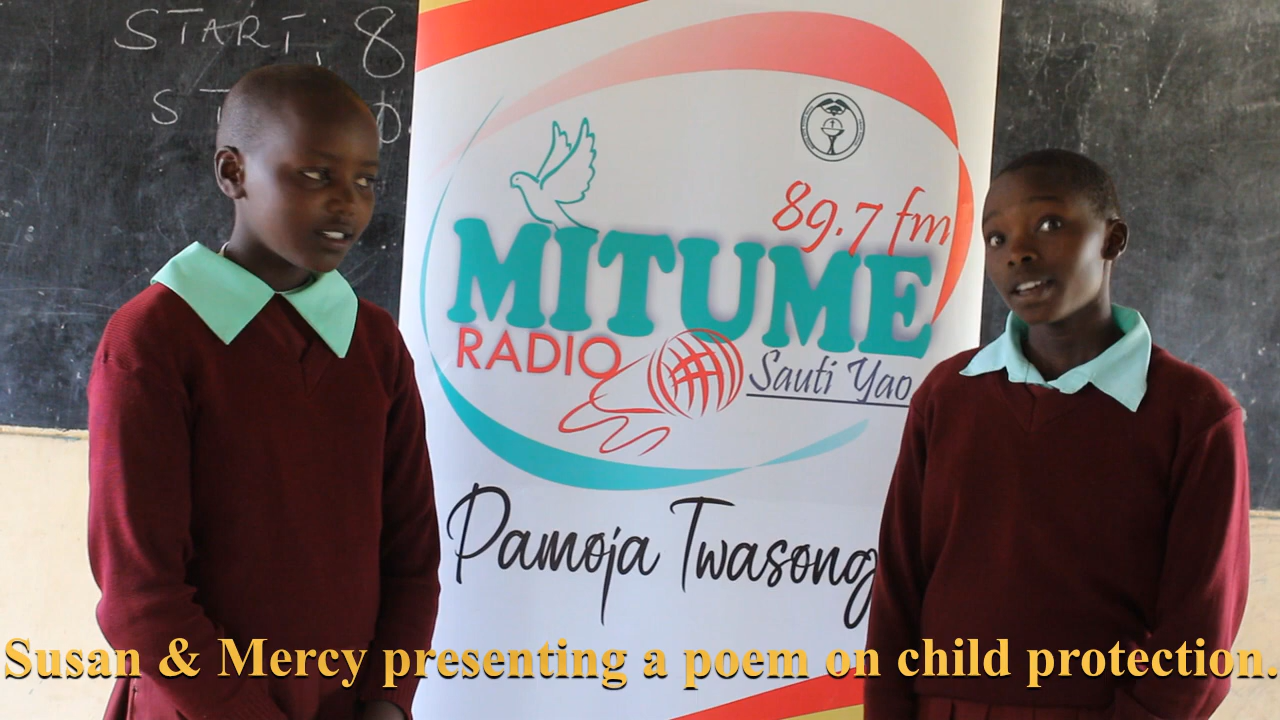 START: 8
89.7 fm
MITUME
RADIO
Sauti Yao
Pamoja Twasong
Susan & Mercy presenting a poem on child protection.